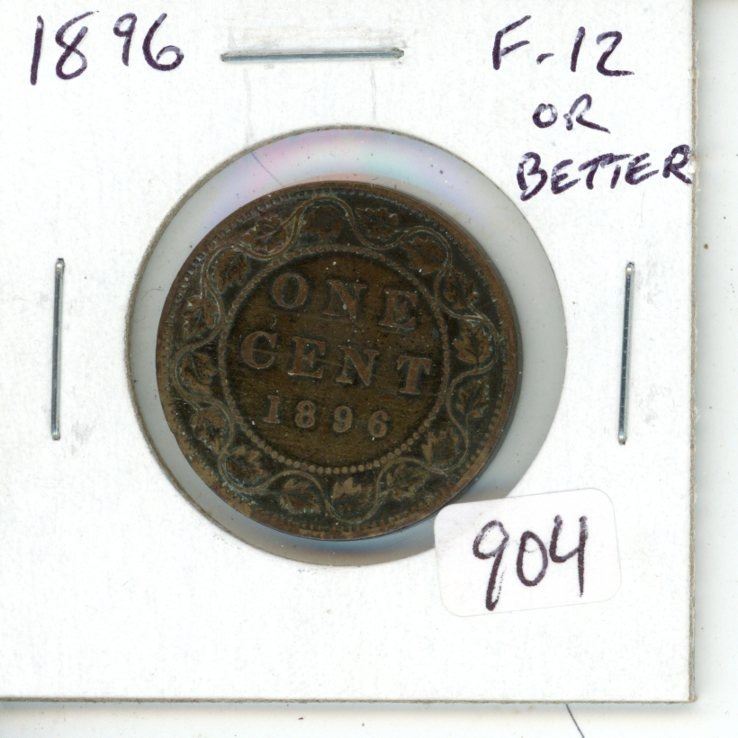 1896
F-12
OR
BETTER
ONE
CENT
1896
904